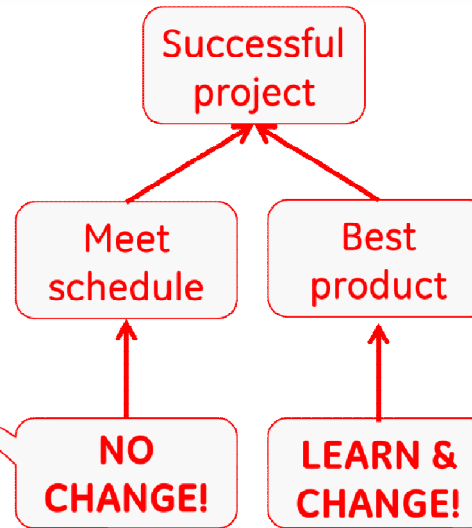 Successful
project
Meet
schedule
Best
product
NO
CHANGE!
LEARN &
CHANGE!